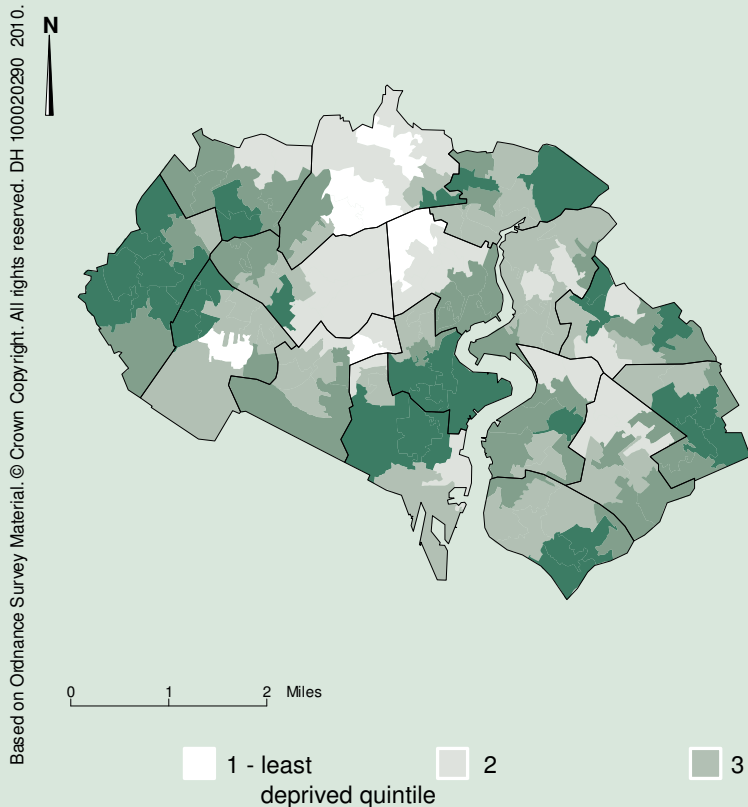 Based on Ordnance Survey Material. © Crown Copyright. All rights reserved. DH 100020290 2010.
N
0 1 2 Miles
1 - least
deprived quintile
2
3